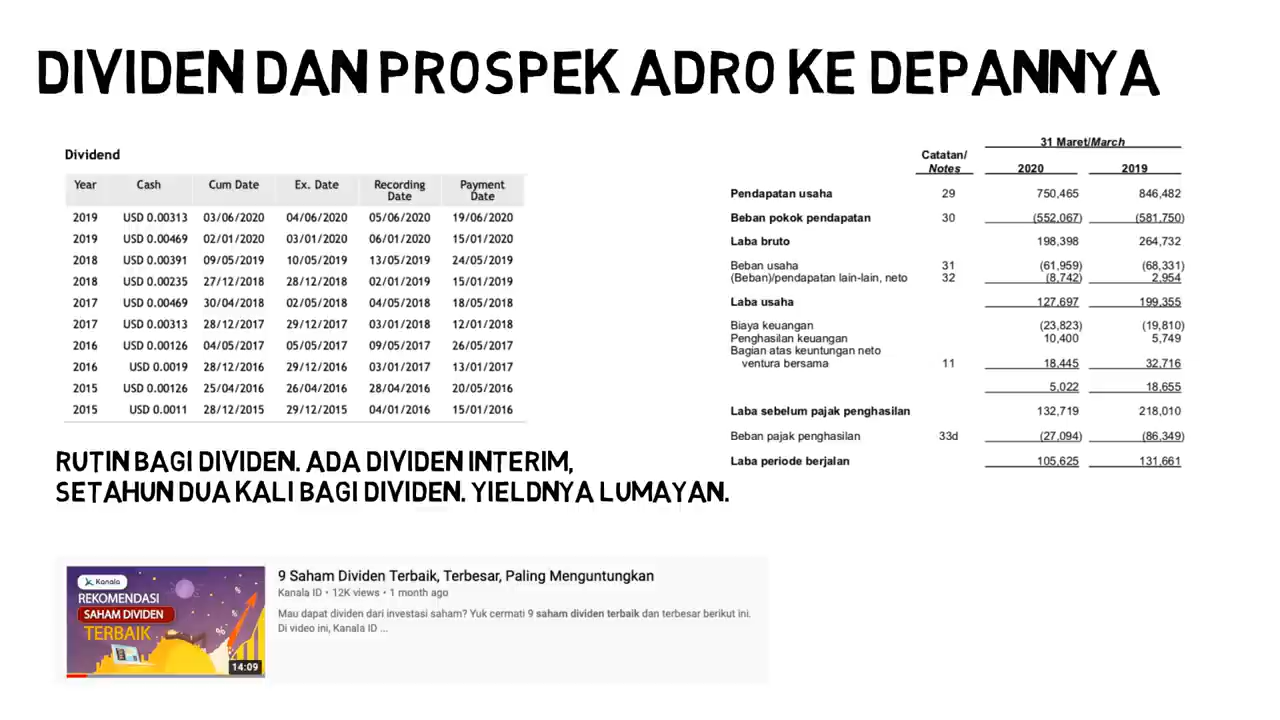 DIVIDEN DAN PROSPEK ADRO KE DEPANNYA
Dividend
Year Cash Cum Date Ex. Date Recording Date Payment Date
2019 USD 0.00313 03/06/2020 04/06/2020 05/06/2020 19/06/2020
2019 USD 0.00469 02/01/2020 03/01/2020 06/01/2020 15/01/2020
2018 USD 0.00391 09/05/2019 10/05/2019 13/05/2019 24/05/2019
2018 USD 0.00235 27/12/2018 28/12/2018 02/01/2019 15/01/2019
2017 USD 0.00469 30/04/2018 02/05/2018 04/05/2018 18/05/2018
2017 USD 0.00313 28/12/2017 29/12/2017 03/01/2018 12/01/2018
2016 USD 0.00126 04/05/2017 05/05/2017 09/05/2017 26/05/2017
2016 USD 0.0019 28/12/2016 29/12/2016 03/01/2017 13/01/2017
2015 USD 0.00126 25/04/2016 26/04/2016 28/04/2016 20/05/2016
2015 USD 0.0011 28/12/2015 29/12/2015 04/01/2016 15/01/2016
31 Maret/March
Catatan/
Notes 2020 2019
Pendapatan usaha 29 750,465 846,482
Beban pokok pendapatan 30 (552,067) (581,750)
Laba bruto 198,398 264,732
Beban usaha 31 (61,959) (68,331)
(Beban)/pendapatan lain-lain, neto 32 (8,742) 2,954
Laba usaha 127,697 199,355
Biaya keuangan (23,823) (19,810)
Penghasilan keuangan 10,400 5,749
Bagian atas keuntungan neto
ventura bersama 11 18,445 32,716
5,022 18,655
Laba sebelum pajak penghasilan 132,719 218,010
Beban pajak penghasilan 33d (27,094) (86,349)
Laba periode berjalan 105,625 131,661
RUTIN BAGI DIVIDEN. ADA DIVIDEN INTERIM,
SETAHUN DUA KALI BAGI DIVIDEN. YIELDNYA LUMAYAN.
Kanala
REKOMENDASI
SAHAM DIVIDEN
TERBAIK
14:09
9 Saham Dividen Terbaik, Terbesar, Paling Menguntungkan
Kanala ID • 12K views • 1 month ago
Mau dapat dividen dari investasi saham? Yuk cermati 9 saham dividen terbaik dan terbesar berikut ini.
Di video ini, Kanala ID ...